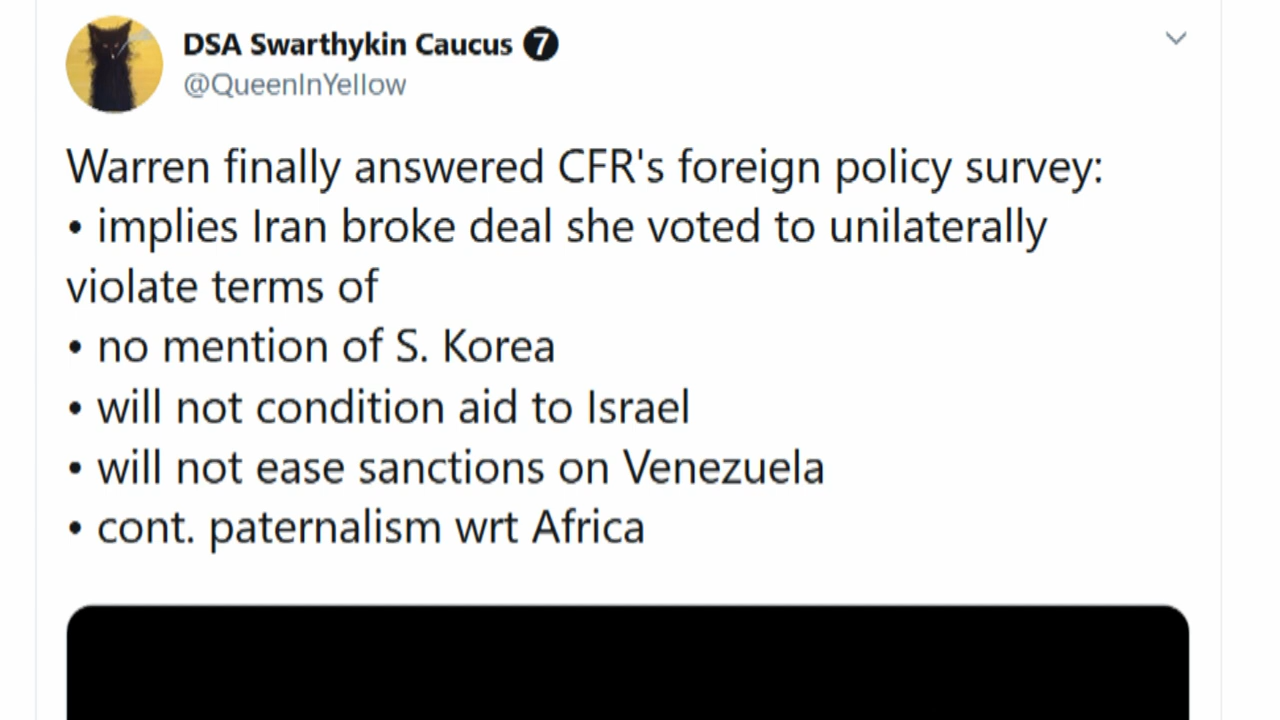 DSA Swarthykin Caucus 7
@QueenInYellow
Warren finally answered CFR's foreign policy survey:
• implies Iran broke deal she voted to unilaterally
violate terms of
• no mention of S. Korea
• will not condition aid to Israel
• will not ease sanctions on Venezuela
• cont. paternalism wrt Africa